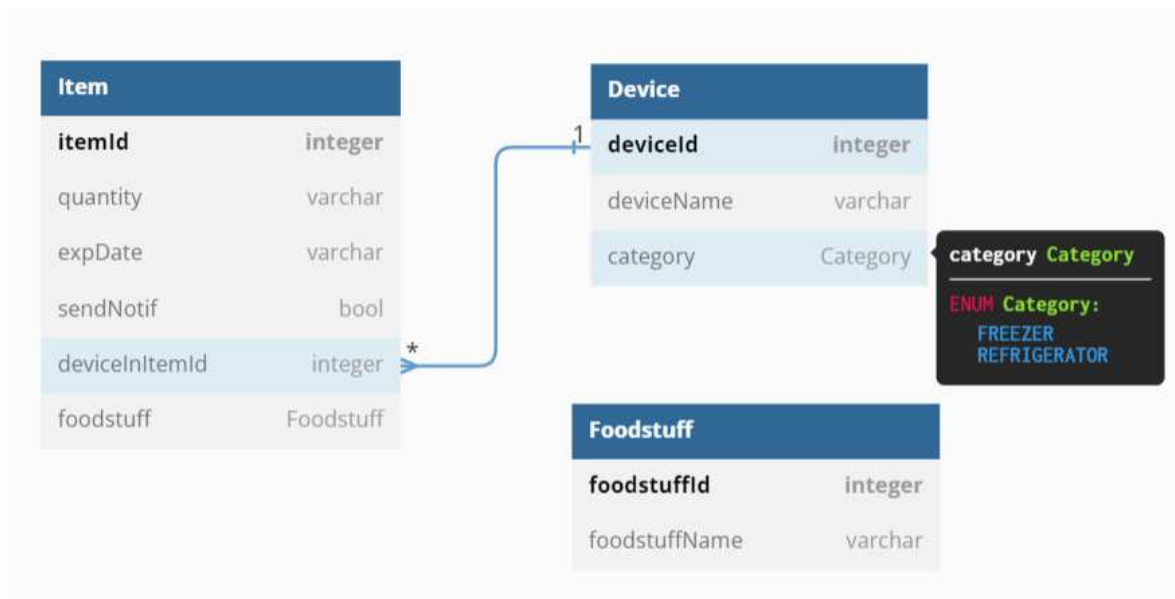 Item
itemId integer
quantity varchar
expDate varchar
sendNotif bool
deviceInItemId integer
foodstuff Foodstuff
*
1
Device
deviceId integer
deviceName varchar
category Category
category Category
ENUM Category:
FREEZER
REFRIGERATOR
Foodstuff
foodstuffId integer
foodstuffName varchar